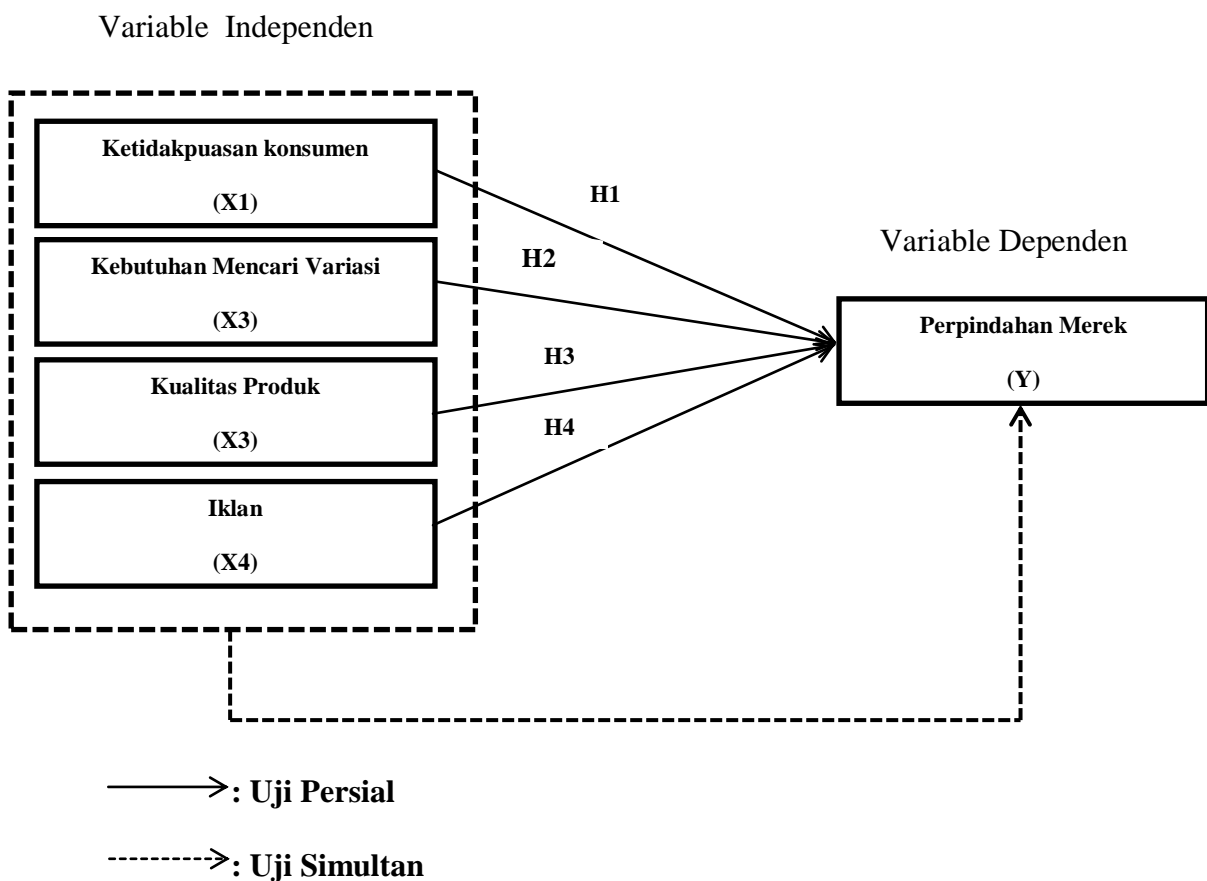 Variable Independen
Ketidakpuasan konsumen
(X1)
Kebutuhan Mencari Variasi
(X3)
Kualitas Produk
(X3)
Iklan
(X4)
H1
H2
H3
H4
Variable Dependen
Perpindahan Merek
(Y)
: Uji Persial
: Uji Simultan